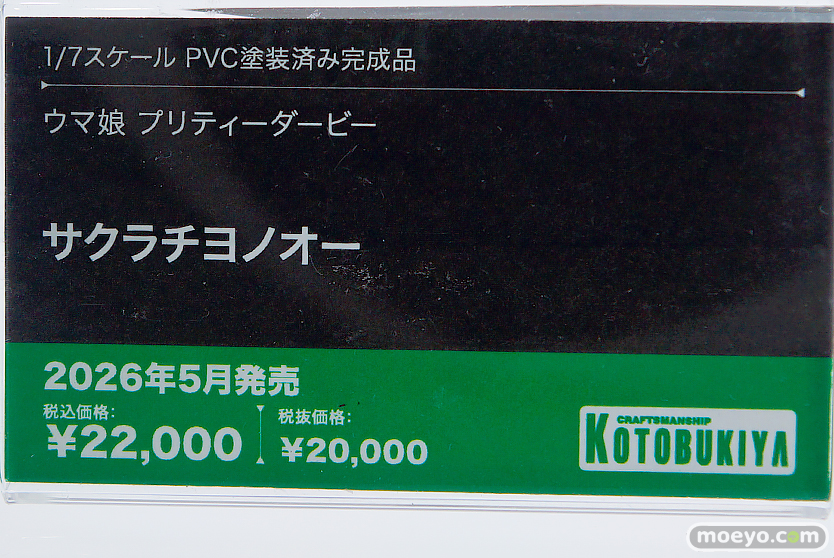 1/7スケール PVC塗装済み完成品
ウマ娘 プリティーダービー
サクラチヨノオー
2026年5月発売
税込価格: 税抜価格:
¥22,000 ¥20,000
CRAFTSMANSHIP
KOTOBUKIYA
moeyo.com